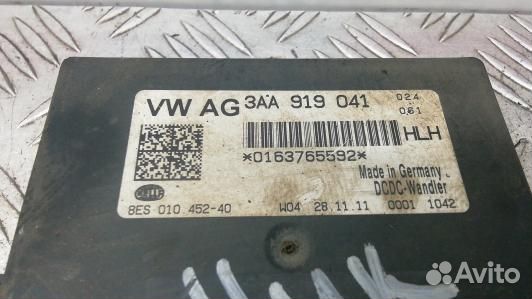 VW AG 3AA 919 041 024
061
HLH
*0163765592*
Made in Germany
DCDC-Wandler
HELLA
8ES 010 452-40 W04 28.11.11 0001 1042
Avito